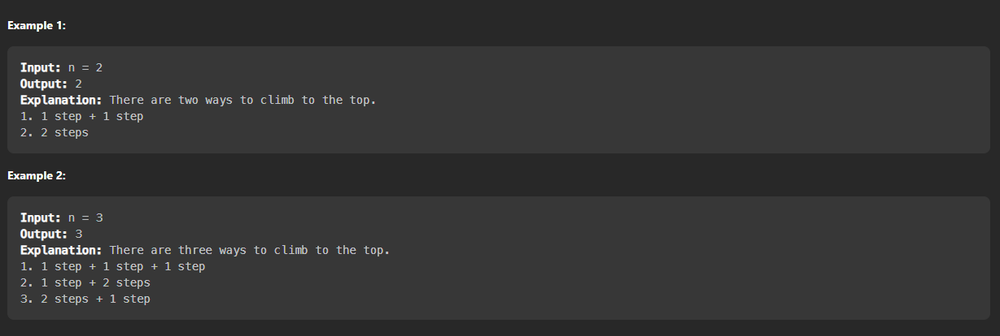 Example 1:
Input: n = 2
Output: 2
Explanation: There are two ways to climb to the top.
1. 1 step + 1 step
2. 2 steps
Example 2:
Input: n = 3
Output: 3
Explanation: There are three ways to climb to the top.
1. 1 step + 1 step + 1 step
2. 1 step + 2 steps
3. 2 steps + 1 step